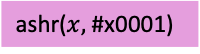 ashr(𝑥, #x0001)